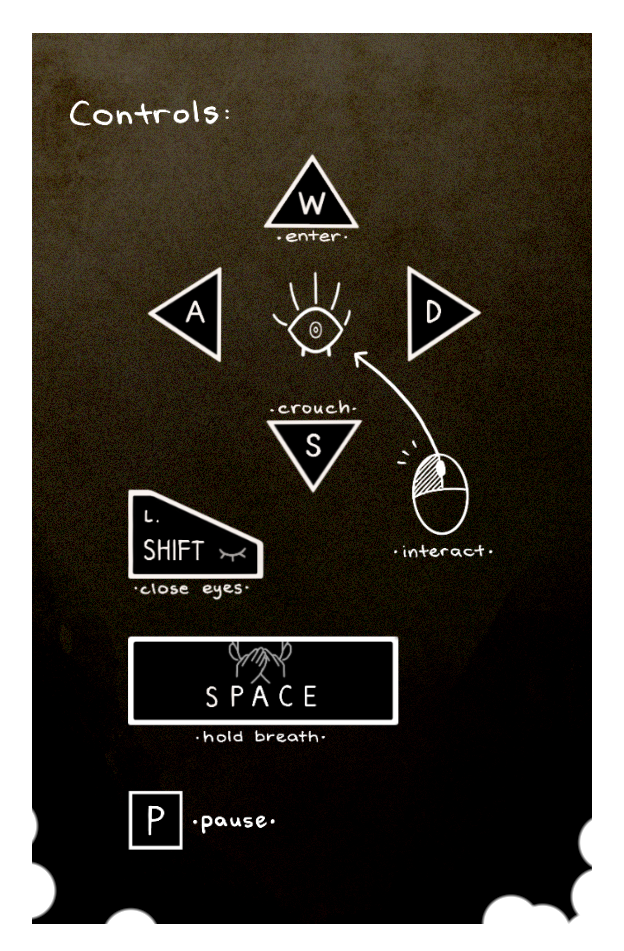 Controls:
W
·enter·
A
D
·crouch·
S
L.
SHIFT
·interact·
·close eyes·
SPACE
·hold breath·
P ·pause·